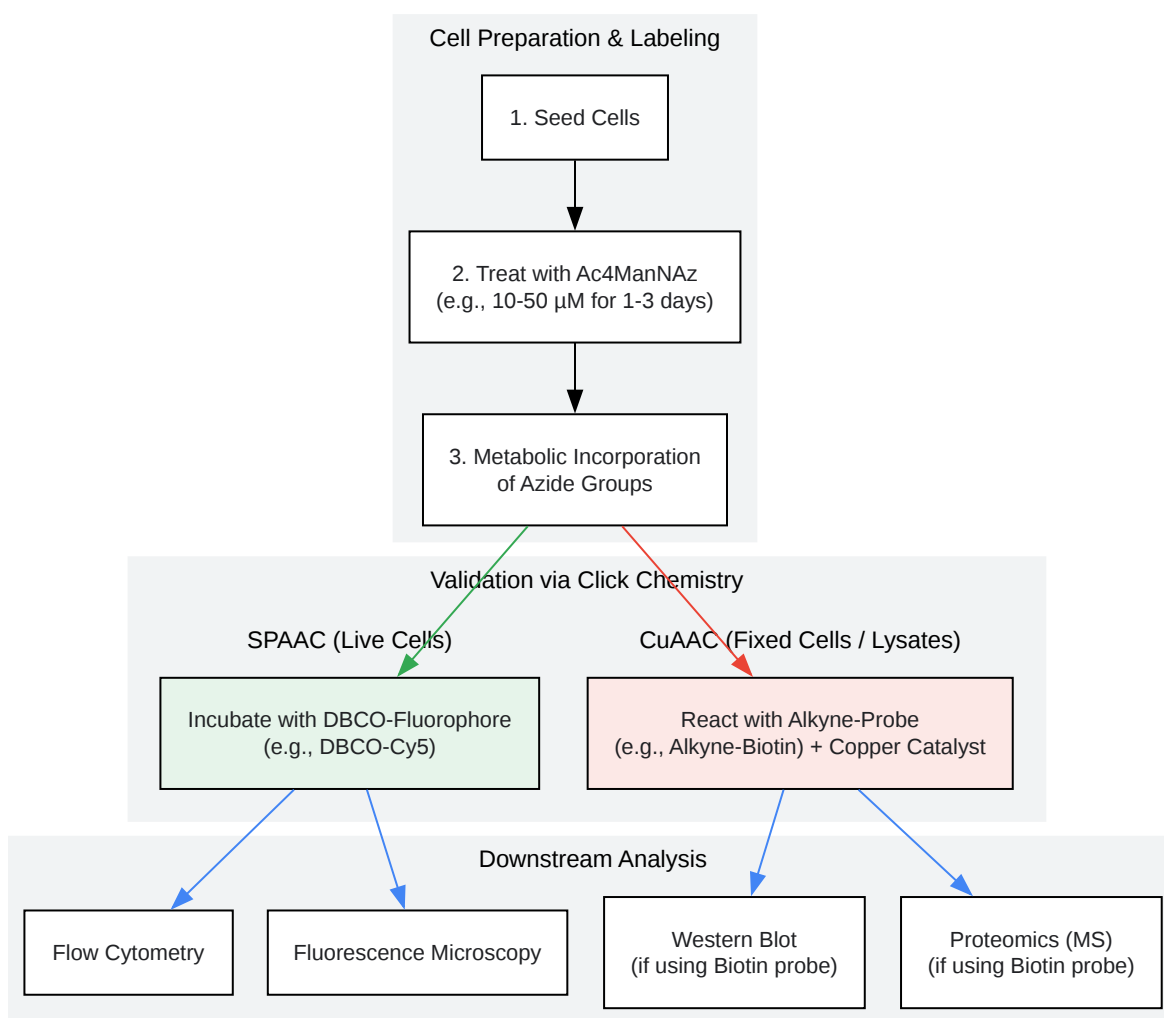 Cell Preparation & Labeling
1. Seed Cells
2. Treat with Ac4ManNAz
(e.g., 10-50 µM for 1-3 days)
3. Metabolic Incorporation
of Azide Groups
Validation via Click Chemistry
SPAAC (Live Cells)
Incubate with DBCO-Fluorophore
(e.g., DBCO-Cy5)
CuAAC (Fixed Cells / Lysates)
React with Alkyne-Probe
(e.g., Alkyne-Biotin) + Copper Catalyst
Downstream Analysis
Flow Cytometry
Fluorescence Microscopy
Western Blot
(if using Biotin probe)
Proteomics (MS)
(if using Biotin probe)